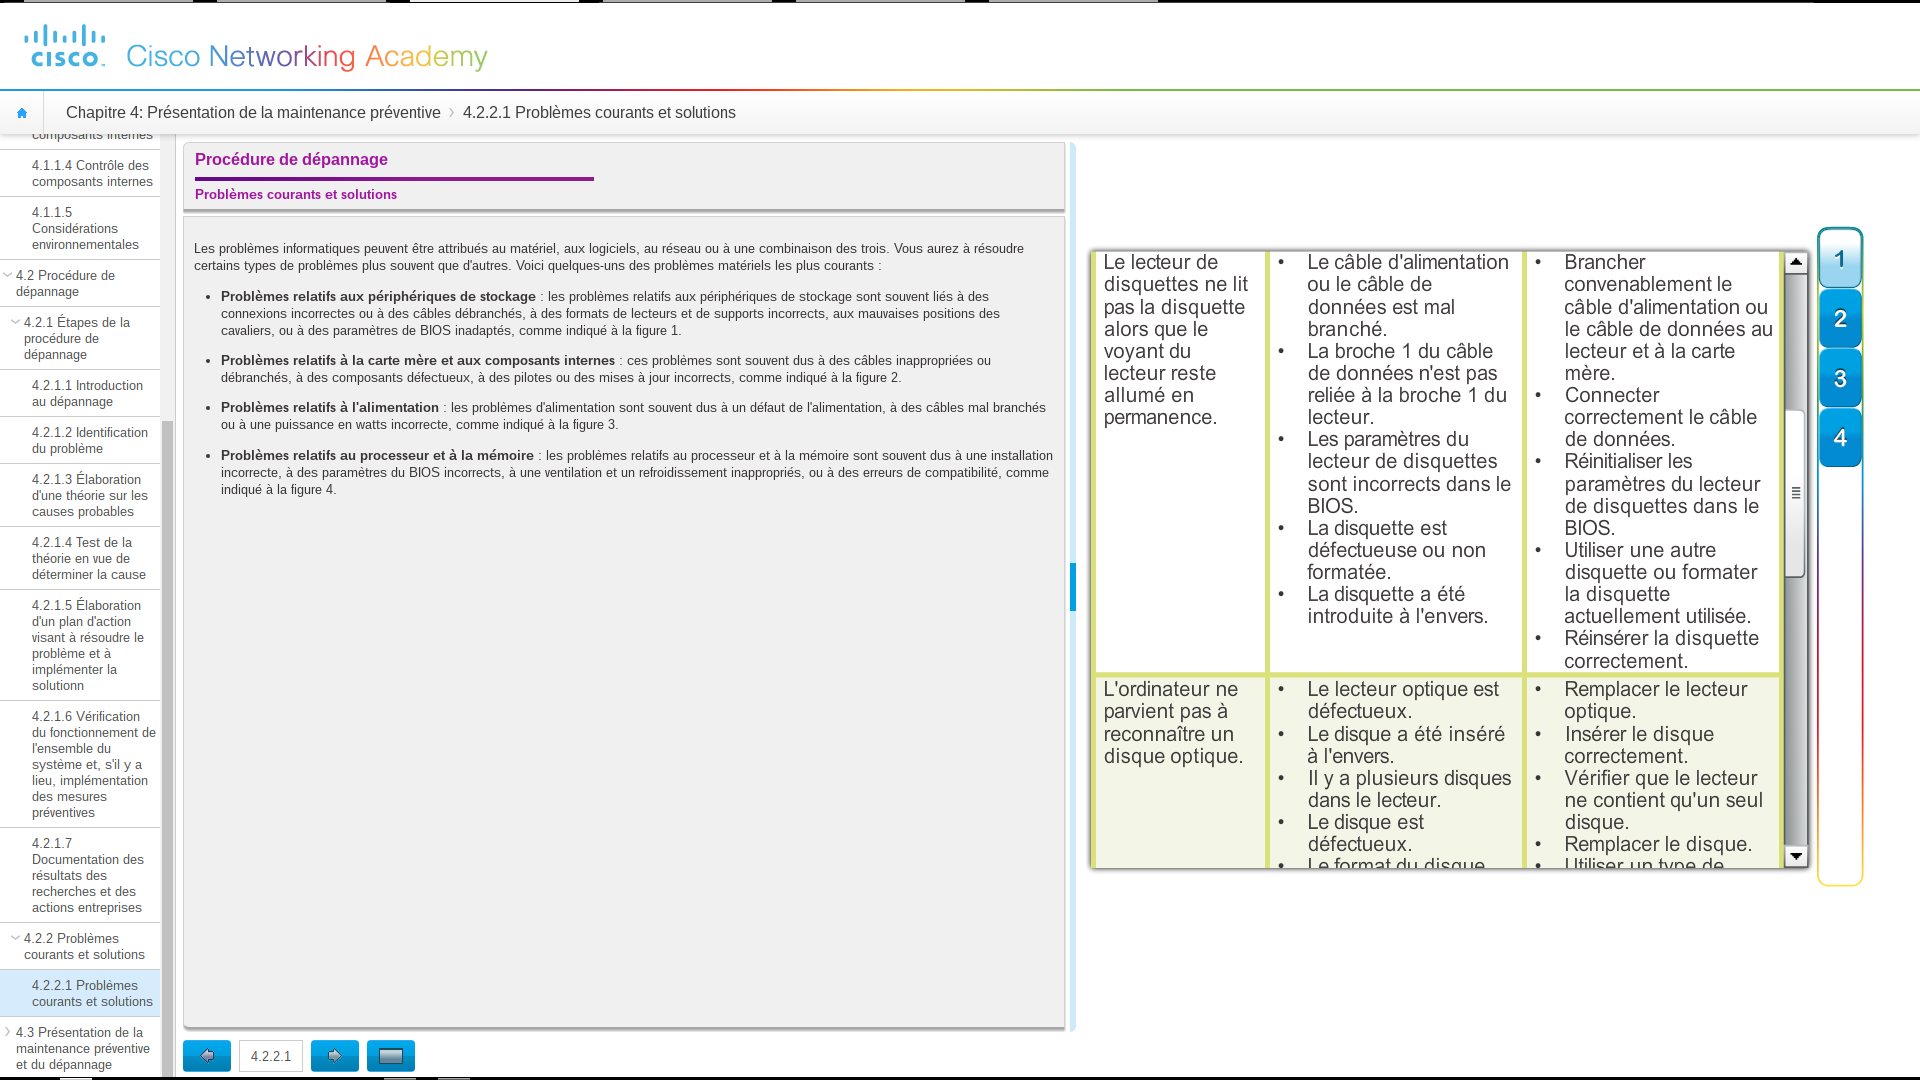 cisco
Cisco Networking Academy
Chapitre 4: Présentation de la maintenance préventive
4.2.2.1 Problèmes courants et solutions
composants internes
4.1.1.4 Contrôle des
composants internes
4.1.1.5
Considérations
environnementales
4.2 Procédure de
dépannage
4.2.1 Étapes de la
procédure de
dépannage
4.2.1.1 Introduction
au dépannage
4.2.1.2 Identification
du problème
4.2.1.3 Élaboration
d'une théorie sur les
causes probables
4.2.1.4 Test de la
théorie en vue de
déterminer la cause
4.2.1.5 Élaboration
d'un plan d'action
visant à résoudre le
problème et à
implémenter la
solutionn
4.2.1.6 Vérification
du fonctionnement de
l'ensemble du
système et, s'il y a
lieu, implémentation
des mesures
préventives
4.2.1.7
Documentation des
résultats des
recherches et des
actions entreprises
4.2.2 Problèmes
courants et solutions
4.2.2.1 Problèmes
courants et solutions
4.3 Présentation de la
maintenance préventive
et du dépannage
Procédure de dépannage
Problèmes courants et solutions
Les problèmes informatiques peuvent être attribués au matériel, aux logiciels, au réseau ou à une combinaison des trois. Vous aurez à résoudre
certains types de problèmes plus souvent que d'autres. Voici quelques-uns des problèmes matériels les plus courants :
• Problèmes relatifs aux périphériques de stockage : les problèmes relatifs aux périphériques de stockage sont souvent liés à des
connexions incorrectes ou à des câbles débranchés, à des formats de lecteurs et de supports incorrects, aux mauvaises positions des
cavaliers, ou à des paramètres de BIOS inadaptés, comme indiqué à la figure 1.
• Problèmes relatifs à la carte mère et aux composants internes : ces problèmes sont souvent dus à des câbles inappropriées ou
débranchés, à des composants défectueux, à des pilotes ou des mises à jour incorrects, comme indiqué à la figure 2.
• Problèmes relatifs à l'alimentation : les problèmes d'alimentation sont souvent dus à un défaut de l'alimentation, à des câbles mal branchés
ou à une puissance en watts incorrecte, comme indiqué à la figure 3.
• Problèmes relatifs au processeur et à la mémoire : les problèmes relatifs au processeur et à la mémoire sont souvent dus à une installation
incorrecte, à des paramètres du BIOS incorrects, à une ventilation et un refroidissement inappropriés, ou à des erreurs de compatibilité, comme
indiqué à la figure 4.
4.2.2.1
Le lecteur de
disquettes ne lit
pas la disquette
alors que le
voyant du
lecteur reste
allumé en
permanence.
• Le câble d'alimentation
ou le câble de
données est mal
branché.
• La broche 1 du câble
de données n'est pas
reliée à la broche 1 du
lecteur.
• Les paramètres du
lecteur de disquettes
sont incorrects dans le
BIOS.
• La disquette est
défectueuse ou non
formatée.
• La disquette a été
introduite à l'envers.
• Brancher
convenablement le
câble d'alimentation ou
le câble de données au
lecteur et à la carte
mère.
• Connecter
correctement le câble
de données.
• Réinitialiser les
paramètres du lecteur
de disquettes dans le
BIOS.
• Utiliser une autre
disquette ou formater
la disquette
actuellement utilisée.
• Réinsérer la disquette
correctement.
L'ordinateur ne
parvient pas à
reconnaître un
disque optique.
• Le lecteur optique est
défectueux.
• Le disque a été inséré
à l'envers.
• Il y a plusieurs disques
dans le lecteur.
• Le disque est
défectueux.
• Le format du disque
• Remplacer le lecteur
optique.
• Insérer le disque
correctement.
• Vérifier que le lecteur
ne contient qu'un seul
disque.
• Remplacer le disque.
• Utiliser un type de
1
2
3
4